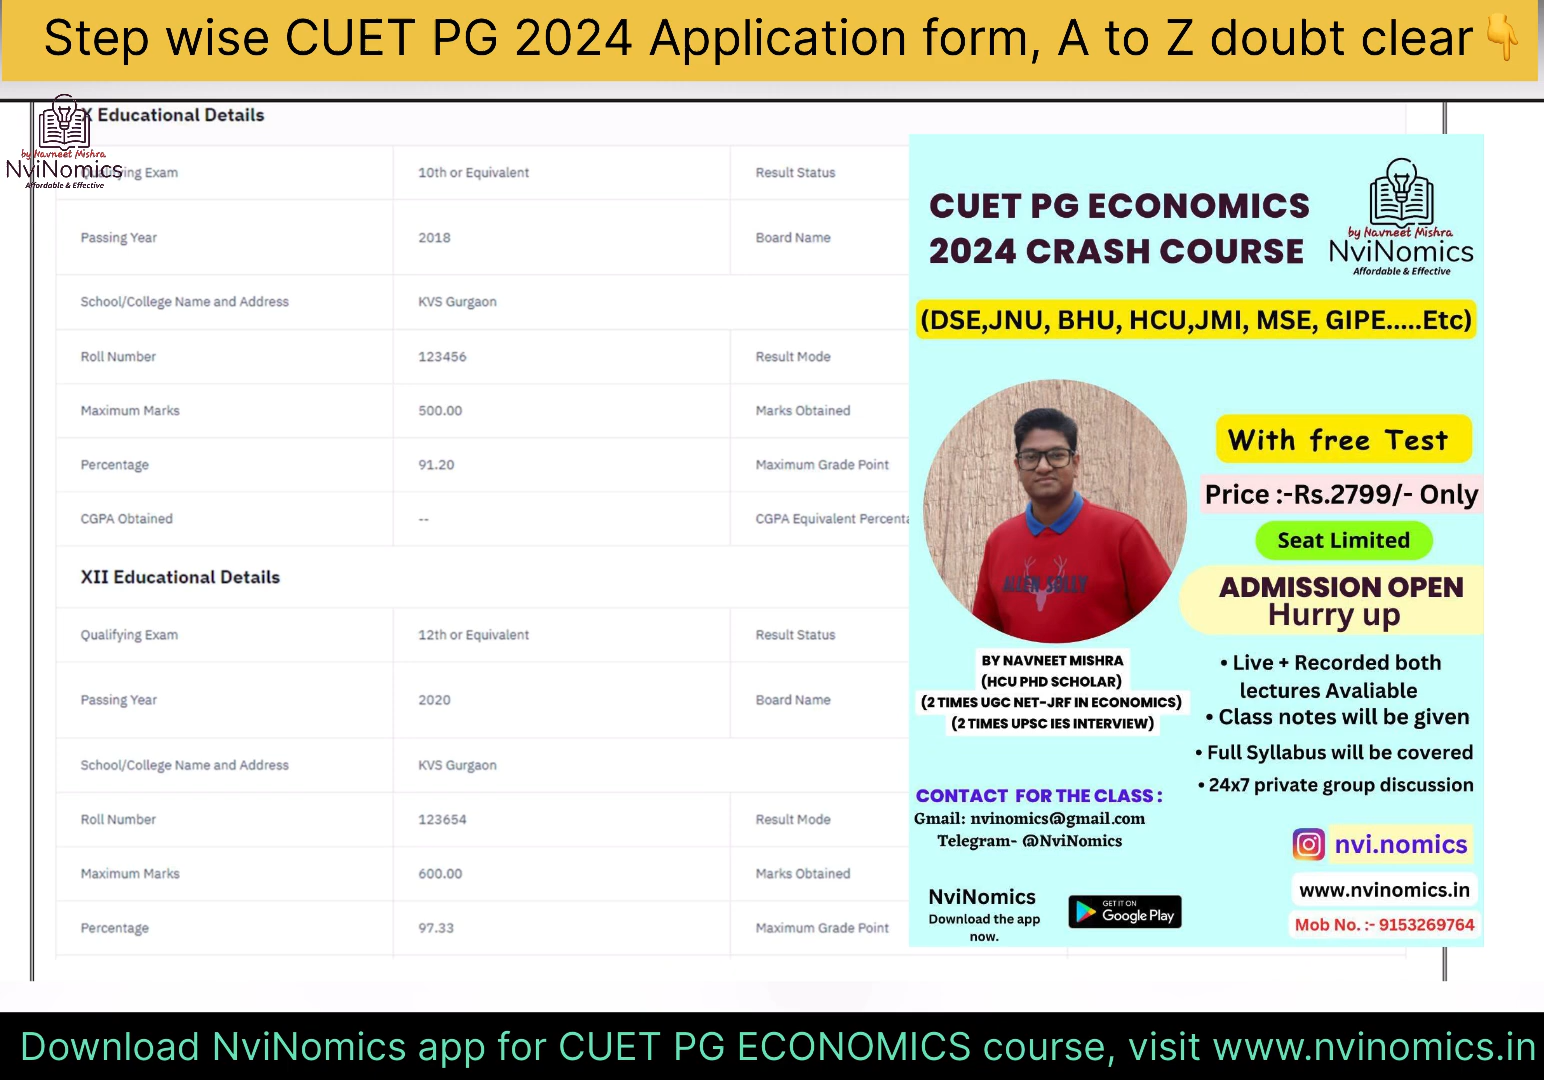 Step wise CUET PG 2024 Application form, A to Z doubt clear👇
X Educational Details
by Navneet Mishra
NviNomics
Affordable & Effective
Qualifying Exam 10th or Equivalent Result Status
Passing Year 2018 Board Name
School/College Name and Address KVS Gurgaon
Roll Number 123456 Result Mode
Maximum Marks 500.00 Marks Obtained
Percentage 91.20 Maximum Grade Point
CGPA Obtained -- CGPA Equivalent
XII Educational Details
Qualifying Exam 12th or Equivalent Result Status
Passing Year 2020 Board Name
School/College Name and Address KVS Gurgaon
Roll Number 123654 Result Mode
Maximum Marks 600.00 Marks Obtained
Percentage 97.33 Maximum Grade Point
CUET PG ECONOMICS
2024 CRASH COURSE
by Navneet Mishra
NviNomics
Affordable & Effective
(DSE,JNU, BHU, HCU,JMI, MSE, GIPE.....Etc)
With free Test
Price :-Rs.2799/- Only
Seat Limited
ADMISSION OPEN
Hurry up
ALLEN SOLLY
BY NAVNEET MISHRA
(HCU PHD SCHOLAR)
(2 TIMES UGC NET-JRF IN ECONOMICS)
(2 TIMES UPSC IES INTERVIEW)
• Live + Recorded both
lectures Avaliable
• Class notes will be given
• Full Syllabus will be covered
• 24x7 private group discussion
CONTACT FOR THE CLASS :
Gmail: nvinomics@gmail.com
Telegram- @NviNomics
NviNomics
Download the app
now.
GET IT ON
Google Play
nvi.nomics
www.nvinomics.in
Mob No. :- 9153269764
Download NviNomics app for CUET PG ECONOMICS course, visit www.nvinomics.in